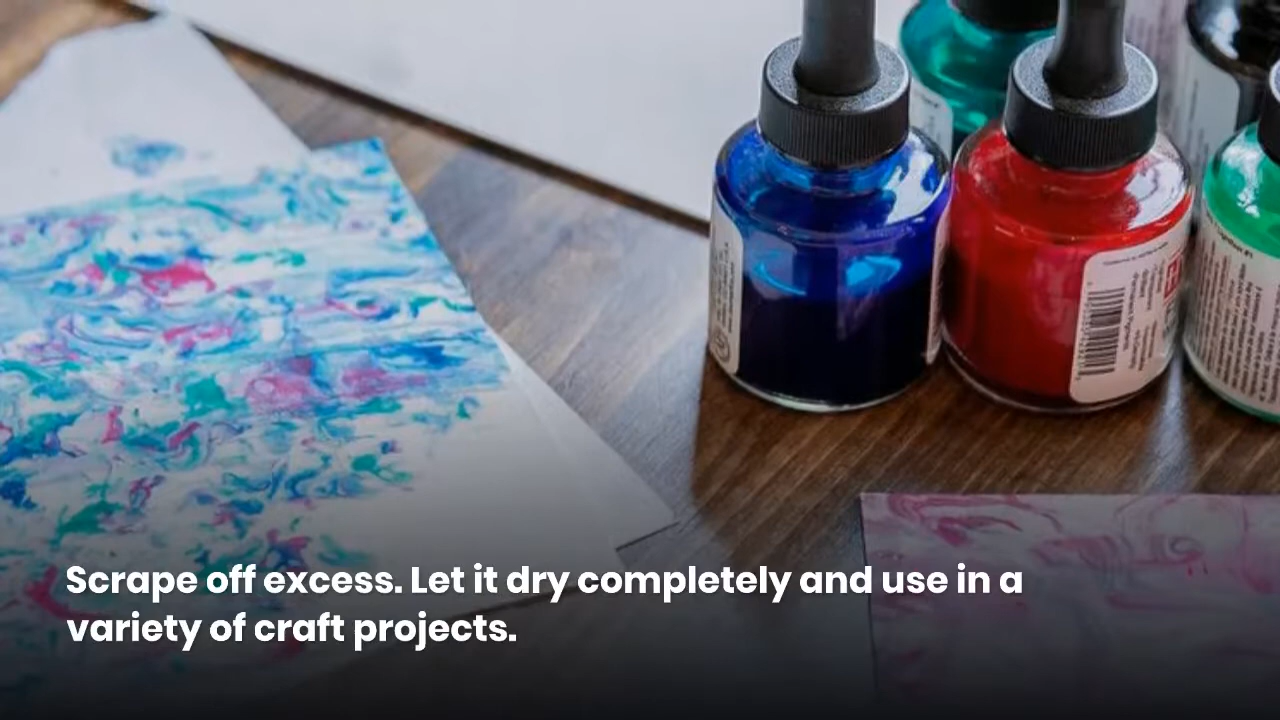 Scrape off excess. Let it dry completely and use in a
variety of craft projects.